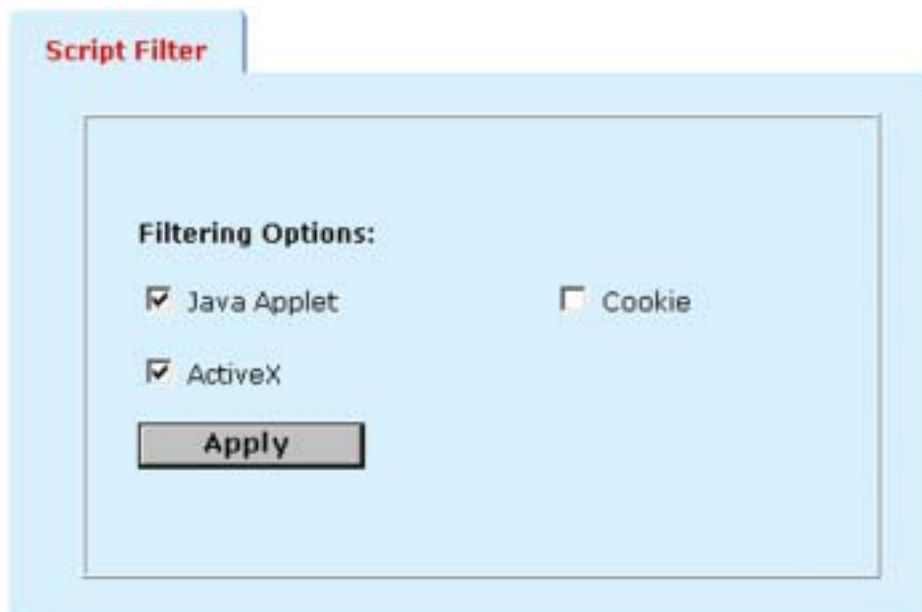 Script Filter
Filtering Options:
Java Applet
Cookie
ActiveX
Apply